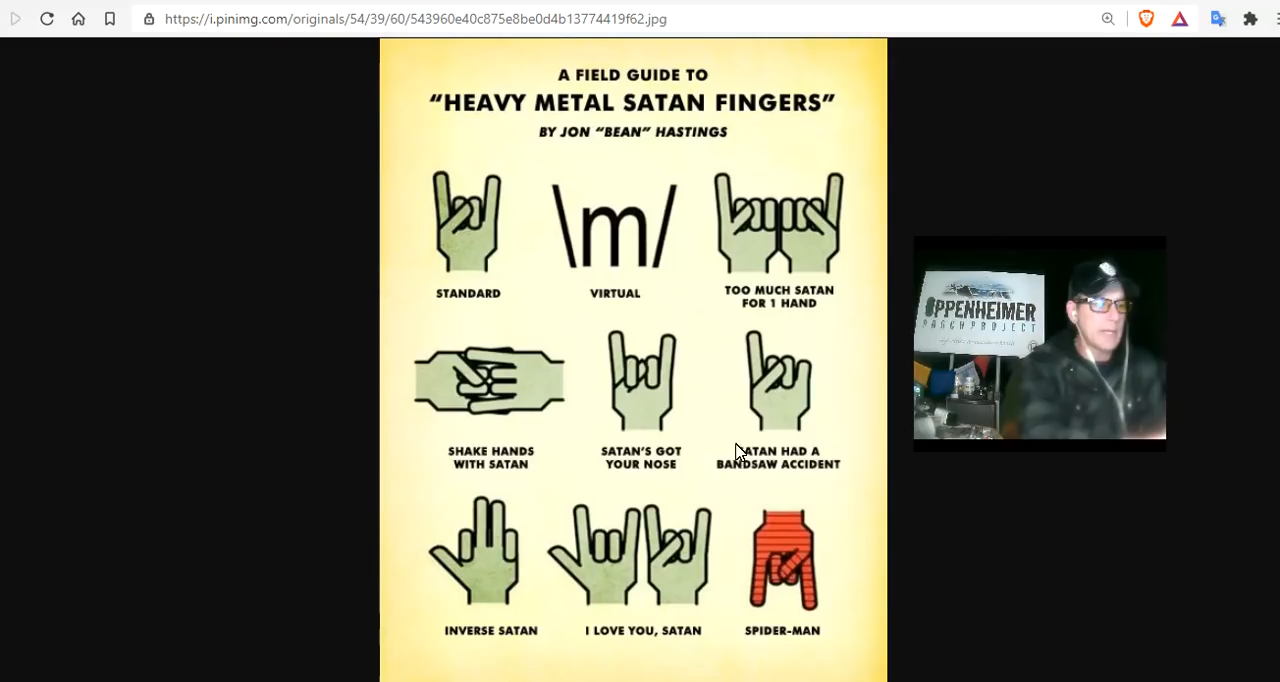 https://i.pinimg.com/originals/54/39/60/543960e40c875e8be0d4b13774419f62.jpg
A FIELD GUIDE TO
“HEAVY METAL SATAN FINGERS”
BY JON “BEAN” HASTINGS
\m/
STANDARD
VIRTUAL
TOO MUCH SATAN
FOR 1 HAND
SHAKE HANDS
WITH SATAN
SATAN'S GOT
YOUR NOSE
SATAN HAD A
BANDSAW ACCIDENT
INVERSE SATAN
I LOVE YOU, SATAN
SPIDER-MAN
OPPENHEIMER
RANCH PROJECT